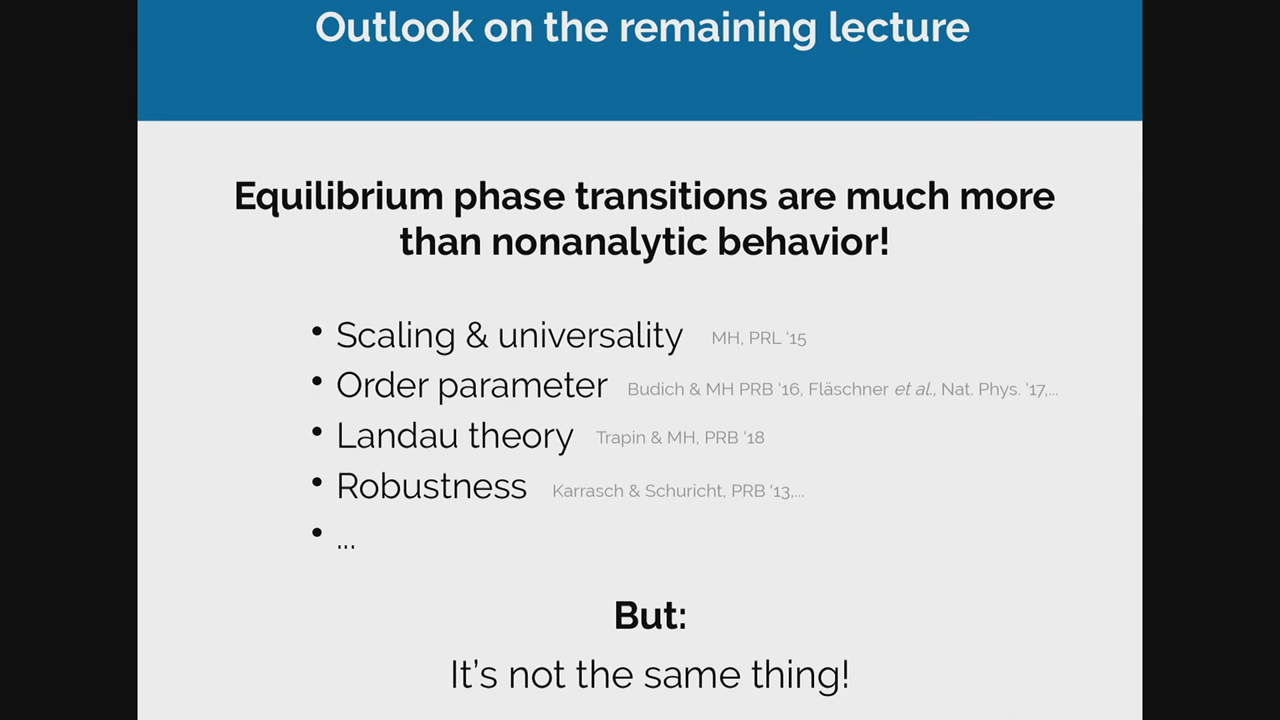 Outlook on the remaining lecture
Equilibrium phase transitions are much more
than nonanalytic behavior!
• Scaling & universality MH, PRL ‘15
• Order parameter Budich & MH PRB ‘16, Fläschner et al., Nat. Phys. ‘17,...
• Landau theory Trapin & MH, PRB ‘18
• Robustness Karrasch & Schuricht, PRB ‘13,...
• ...
But:
It’s not the same thing!